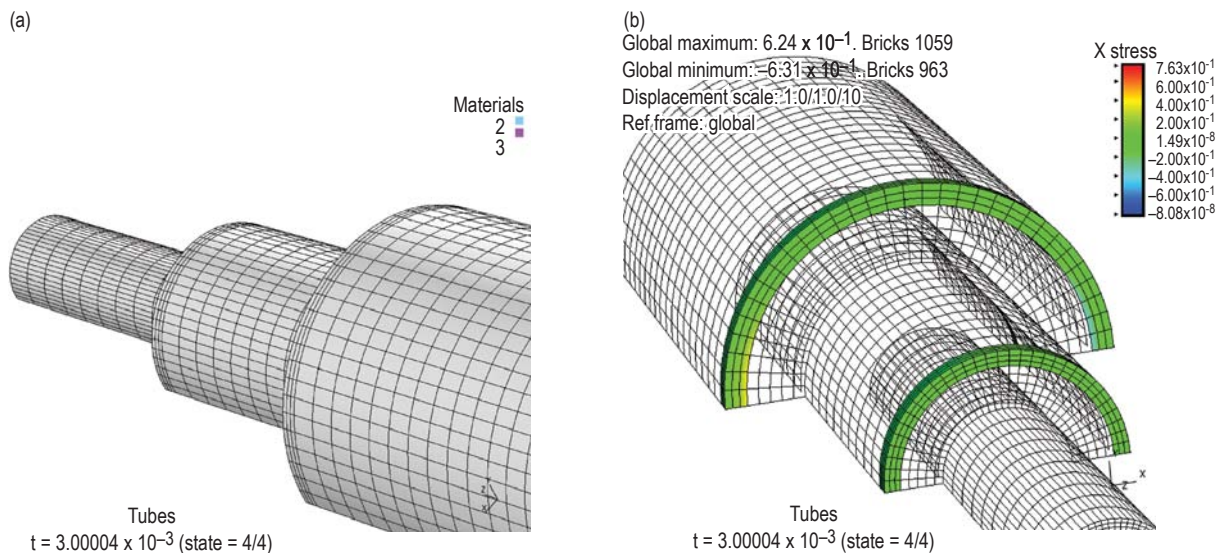 (a)
Materials
2
3
z
x
Tubes
t = 3.00004 x 10–3 (state = 4/4)
(b)
Global maximum: 6.24 x 10–1. Bricks 1059
Global minimum: –6.31 x 10–1. Bricks 963
Displacement scale: 1.0/1.0/10
Ref frame: global
X stress
7.63x10-1
6.00x10-1
4.00x10-1
2.00x10-1
1.49x10-8
–2.00x10-1
–4.00x10-1
–6.00x10-1
–8.08x10-8
x
z
Tubes
t = 3.00004 x 10–3 (state = 4/4)